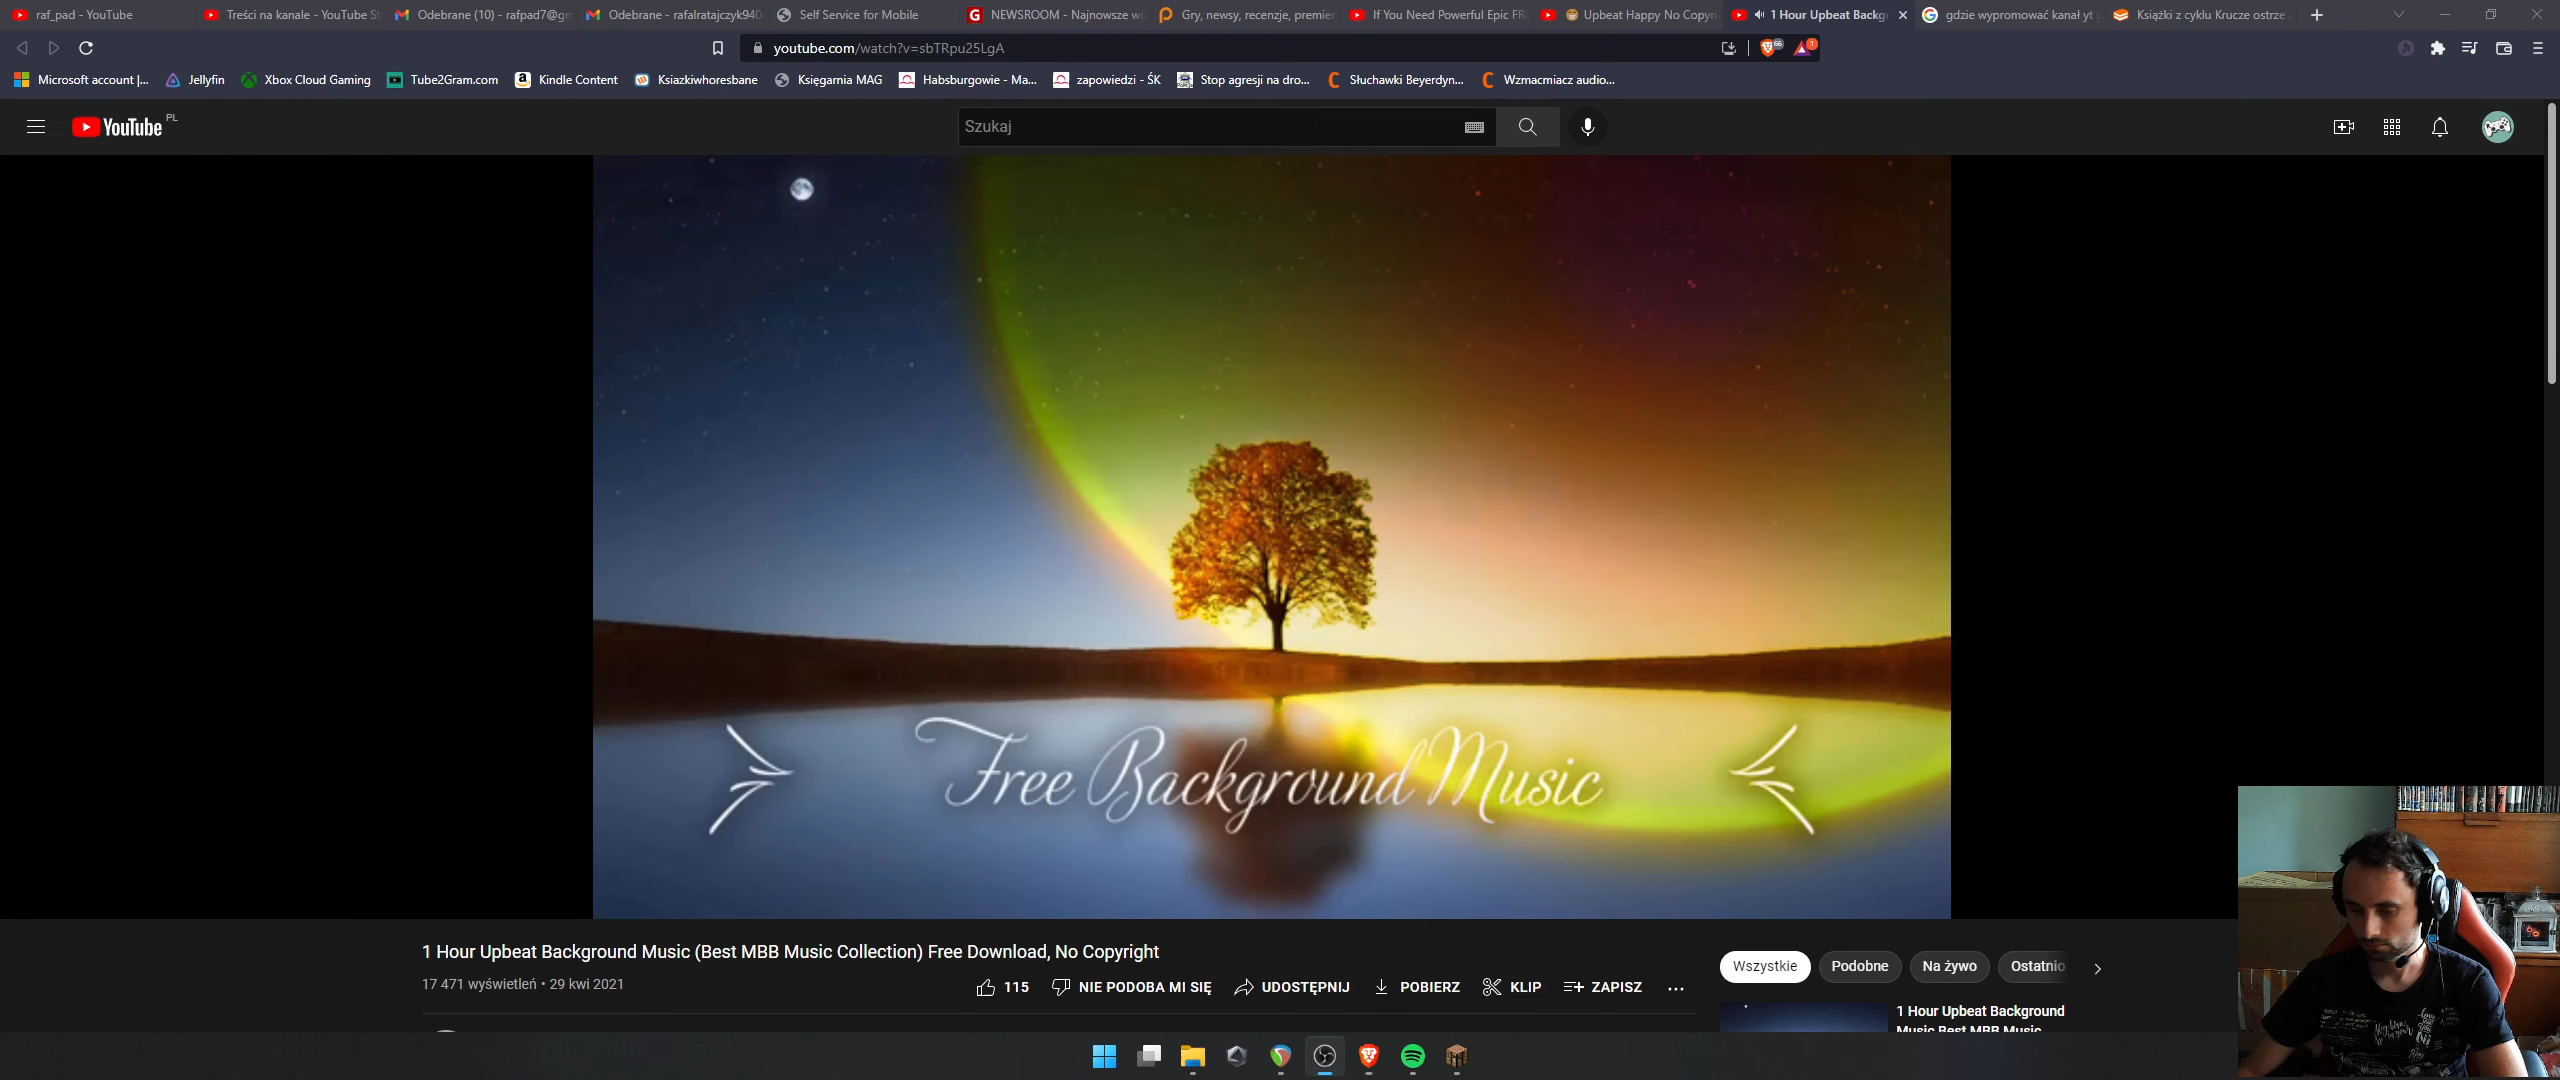 raf_pad - YouTube
Treści na kanale - YouTube St
Odebrane (10) - rafpad7@gm
Odebrane - rafalratajczyk940
Self Service for Mobile
NEWSROOM - Najnowsze wi
Gry, newsy, recenzje, premier
If You Need Powerful Epic FR
Upbeat Happy No Copyri
1 Hour Upbeat Backgr
gdzie wypromować kanał yt
Książki z cyklu Krucze ostrze
youtube.com/watch?v=sbTRpu25LgA
66
1
Microsoft account |...
Jellyfin
Xbox Cloud Gaming
Tube2Gram.com
Kindle Content
Ksiazkiwhoresbane
Księgarnia MAG
Habsburgowie - Ma...
zapowiedzi - ŚK
Stop agresji na dro...
Słuchawki Beyerdyn...
Wzmacmiacz audio...
YouTube PL
Szukaj
Free Background Music
1 Hour Upbeat Background Music (Best MBB Music Collection) Free Download, No Copyright
17 471 wyświetleń • 29 kwi 2021
115
NIE PODOBA MI SIĘ
UDOSTĘPNIJ
POBIERZ
KLIP
ZAPISZ
Wszystkie
Podobne
Na żywo
Ostatnio
1 Hour Upbeat Background
Music Best MBB Music